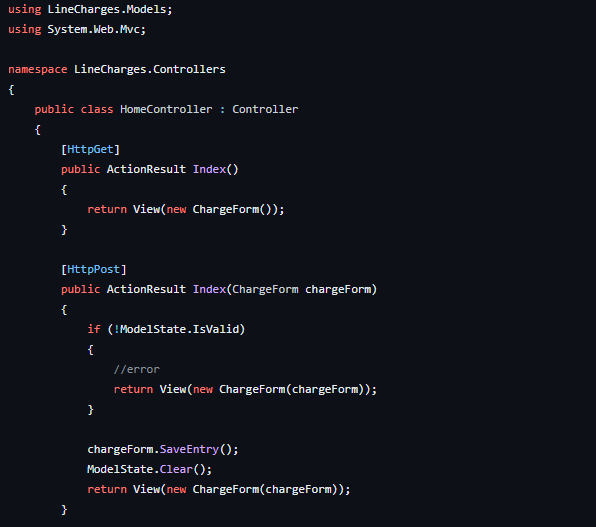 using LineCharges.Models;
using System.Web.Mvc;

namespace LineCharges.Controllers
{
    public class HomeController : Controller
    {
        [HttpGet]
        public ActionResult Index()
        {
            return View(new ChargeForm());
        }

        [HttpPost]
        public ActionResult Index(ChargeForm chargeForm)
        {
            if (!ModelState.IsValid)
            {
                //error
                return View(new ChargeForm(chargeForm));
            }

            chargeForm.SaveEntry();
            ModelState.Clear();
            return View(new ChargeForm(chargeForm));
        }